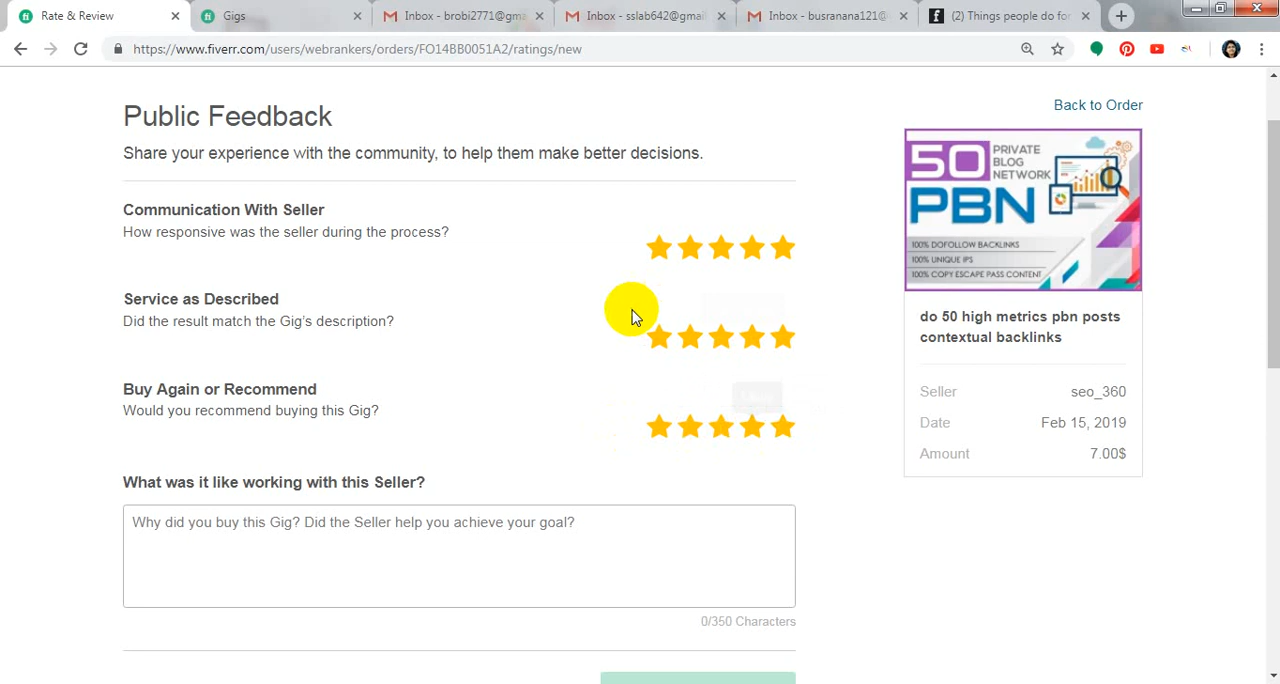 Rate & Review
Gigs
Inbox - brobi2771@gma
Inbox - sslab642@gmail
Inbox - busranana121@
(2) Things people do for
https://www.fiverr.com/users/webrankers/orders/FO14BB0051A2/ratings/new
Public Feedback
Back to Order
Share your experience with the community, to help them make better decisions.
Communication With Seller
How responsive was the seller during the process?
Service as Described
Did the result match the Gig's description?
Buy Again or Recommend
Would you recommend buying this Gig?
What was it like working with this Seller?
Why did you buy this Gig? Did the Seller help you achieve your goal?
0/350 Characters
50 PRIVATE
BLOG
NETWORK
PBN
100% DOFOLLOW BACKLINKS
100% UNIQUE IPS
100% COPY ESCAPE PASS CONTENT
do 50 high metrics pbn posts
contextual backlinks
Seller seo_360
Date Feb 15, 2019
Amount 7.00$